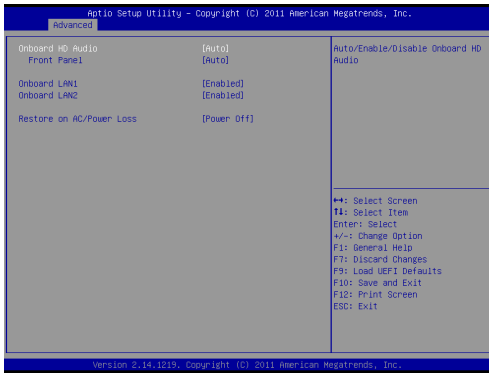 Aptio Setup Utility – Copyright (C) 2011 American Megatrends, Inc.
Advanced
Onboard HD Audio [Auto]
Front Panel [Auto]
Onboard LAN1 [Enabled]
Onboard LAN2 [Enabled]
Restore on AC/Power Loss [Power Off]
Auto/Enable/Disable Onboard HD
Audio
→←: Select Screen
↑↓: Select Item
Enter: Select
+/-: Change Option
F1: General Help
F7: Discard Changes
F9: Load UEFI Defaults
F10: Save and Exit
F12: Print Screen
ESC: Exit
Version 2.14.1219. Copyright (C) 2011 American Megatrends, Inc.